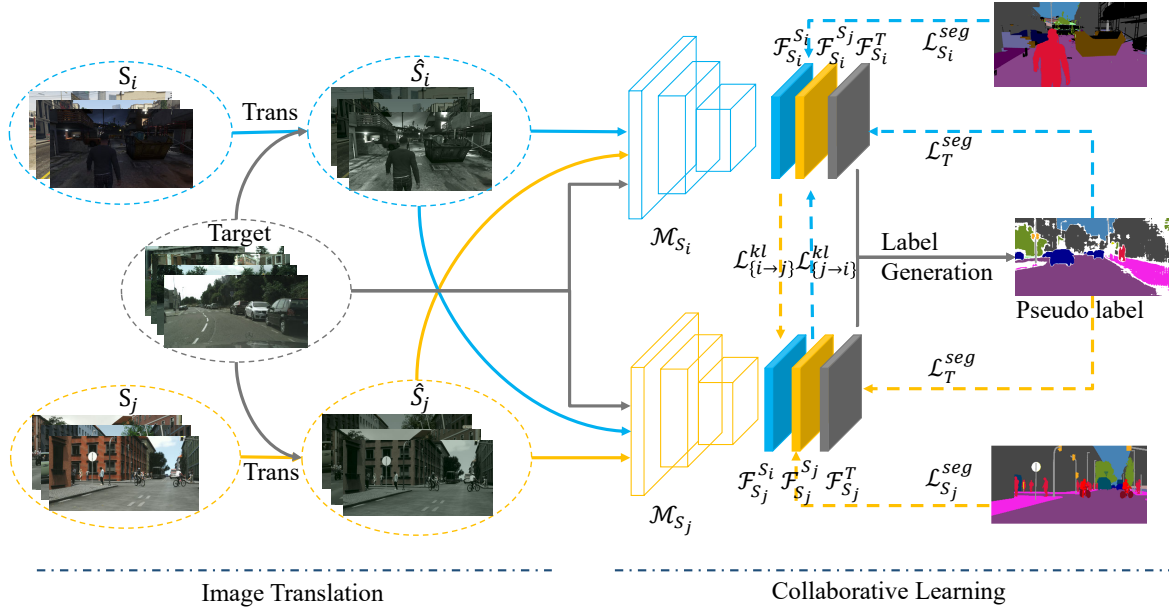 S_i
Ŝ_i
Trans
Target
S_j
Ŝ_j
Trans
Image Translation
ℱ_{S_i}^{S_i} ℱ_{S_i}^{S_j} ℱ_{S_i}^T
ℒ_{S_i}^{seg}
ℒ_T^{seg}
ℳ_{S_i}
ℒ_{\{i→j\}}^{kl} ℒ_{\{j→i\}}^{kl}
Label
Generation
Pseudo label
ℒ_T^{seg}
ℱ_{S_j}^{S_i} ℱ_{S_j}^{S_j} ℱ_{S_j}^T
ℒ_{S_j}^{seg}
ℳ_{S_j}
Collaborative Learning